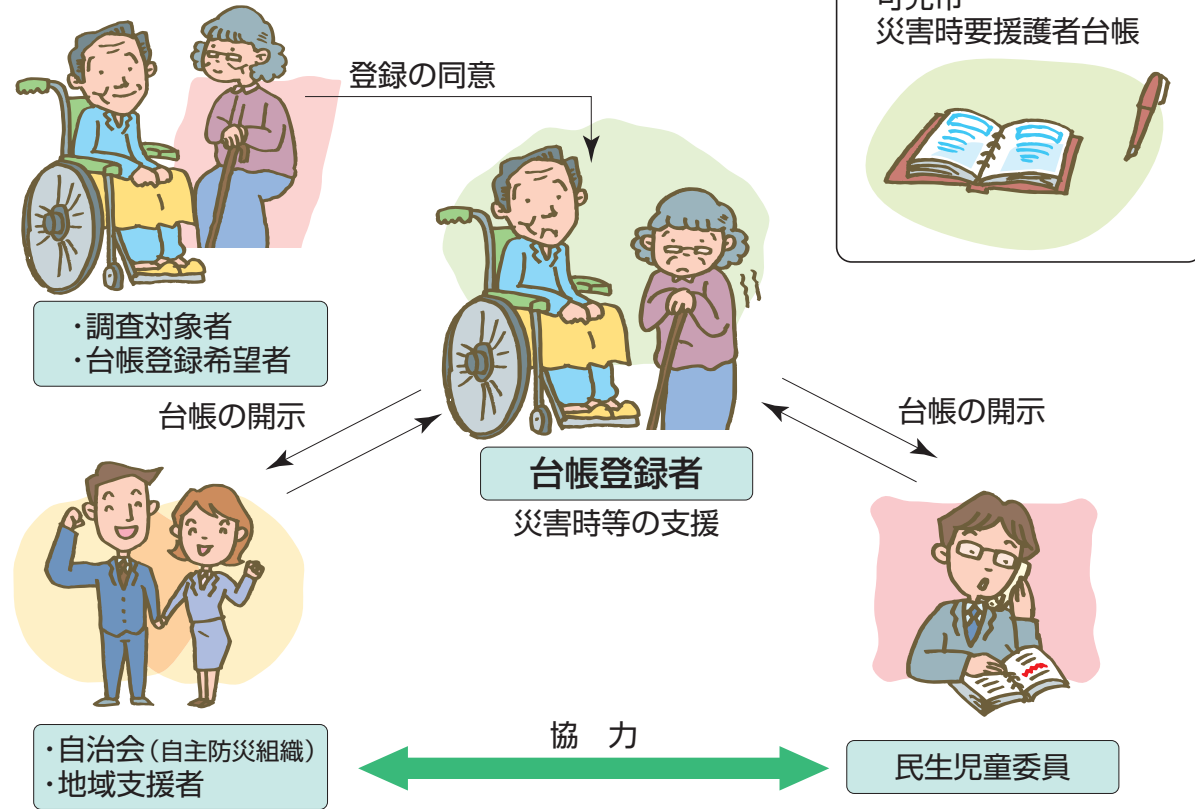 災害時要援護者台帳
登録の同意
・調査対象者
・台帳登録希望者
台帳の開示
台帳の開示
台帳登録者
災害時等の支援
協 力
・自治会(自主防災組織)
・地域支援者
民生児童委員